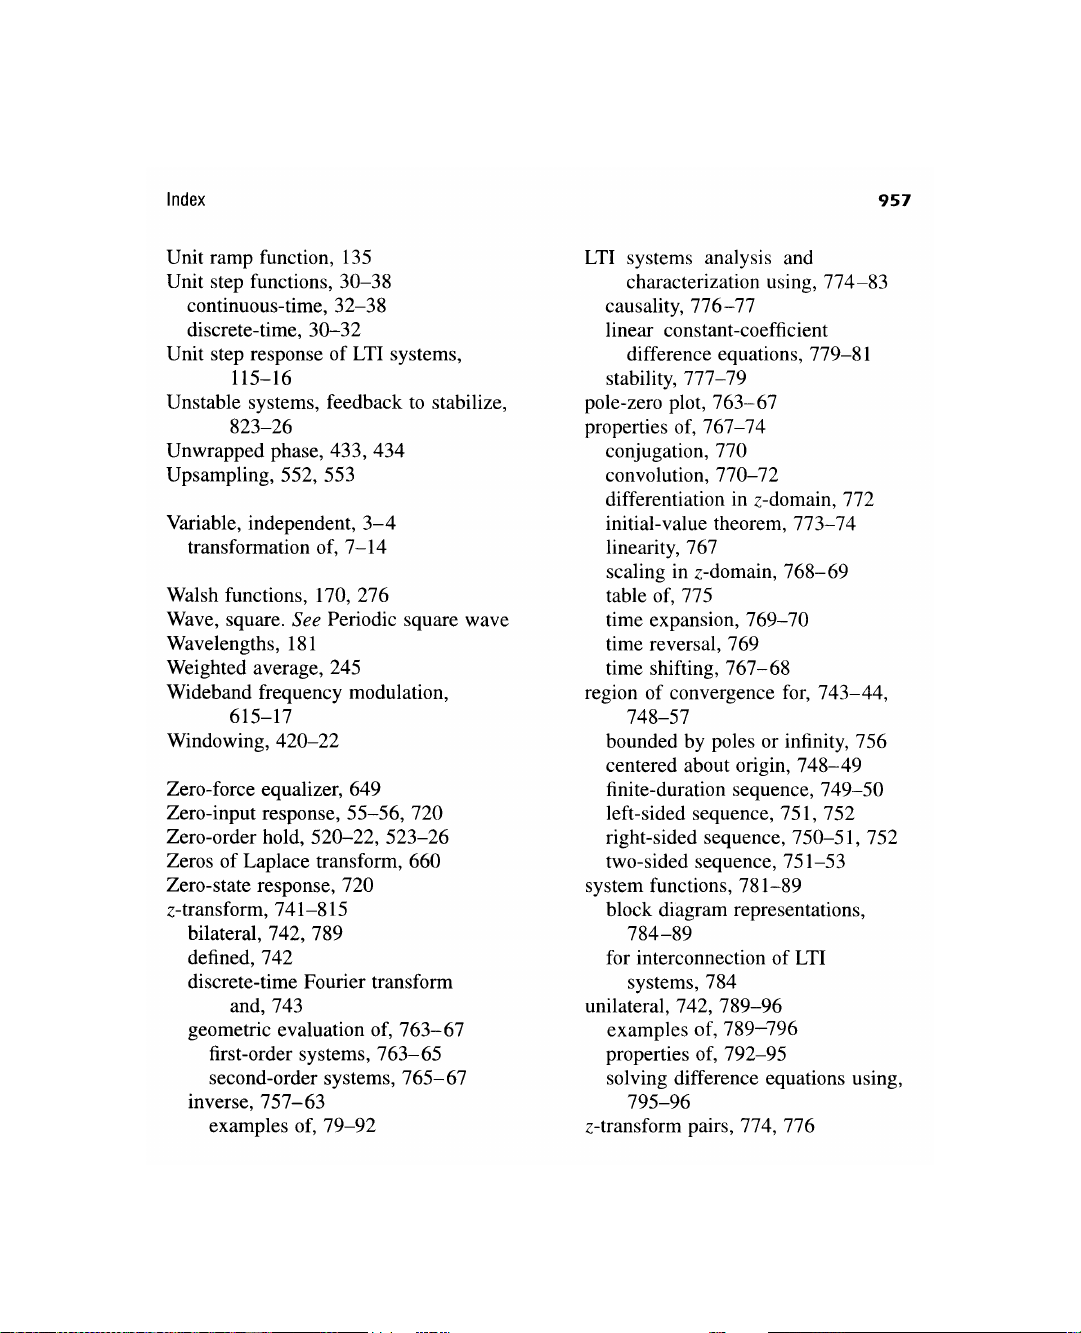 Index
957
Unit ramp function, 135
Unit step functions, 30–38
continuous-time, 32–38
discrete-time, 30–32
Unit step response of LTI systems,
115–16
Unstable systems, feedback to stabilize,
823–26
Unwrapped phase, 433, 434
Upsampling, 552, 553
Variable, independent, 3–4
transformation of, 7–14
Walsh functions, 170, 276
Wave, square. See Periodic square wave
Wavelengths, 181
Weighted average, 245
Wideband frequency modulation,
615–17
Windowing, 420–22
Zero-force equalizer, 649
Zero-input response, 55–56, 720
Zero-order hold, 520–22, 523–26
Zeros of Laplace transform, 660
Zero-state response, 720
z-transform, 741–815
bilateral, 742, 789
defined, 742
discrete-time Fourier transform
and, 743
geometric evaluation of, 763–67
first-order systems, 763–65
second-order systems, 765–67
inverse, 757–63
examples of, 79–92
LTI systems analysis and
characterization using, 774–83
causality, 776–77
linear constant-coefficient
difference equations, 779–81
stability, 777–79
pole-zero plot, 763–67
properties of, 767–74
conjugation, 770
convolution, 770–72
differentiation in z-domain, 772
initial-value theorem, 773–74
linearity, 767
scaling in z-domain, 768–69
table of, 775
time expansion, 769–70
time reversal, 769
time shifting, 767–68
region of convergence for, 743–44,
748–57
bounded by poles or infinity, 756
centered about origin, 748–49
finite-duration sequence, 749–50
left-sided sequence, 751, 752
right-sided sequence, 750–51, 752
two-sided sequence, 751–53
system functions, 781–89
block diagram representations,
784–89
for interconnection of LTI
systems, 784
unilateral, 742, 789–96
examples of, 789–796
properties of, 792–95
solving difference equations using,
795–96
z-transform pairs, 774, 776